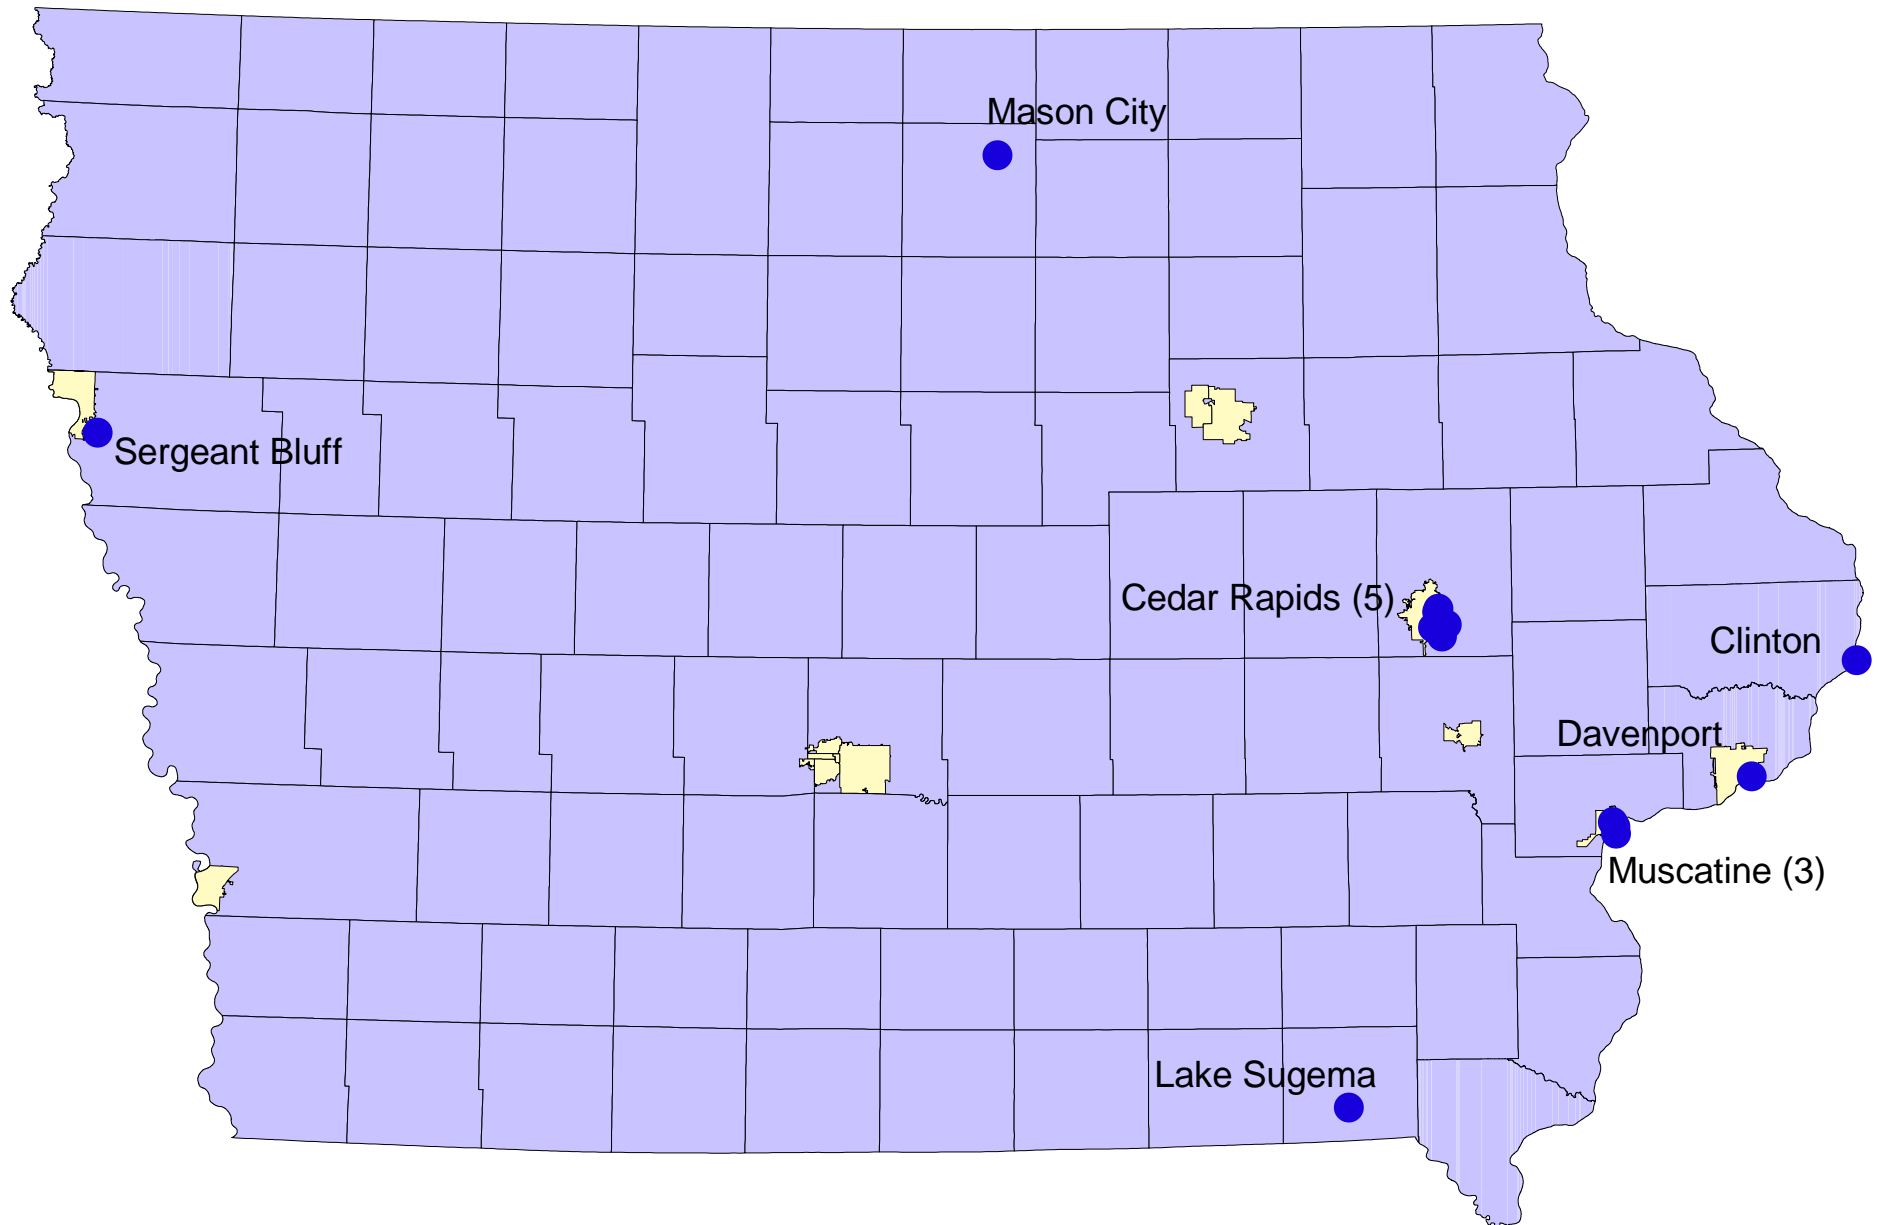 Mason City
Sergeant Bluff
Cedar Rapids (5)
Clinton
Davenport
Muscatine (3)
Lake Sugema